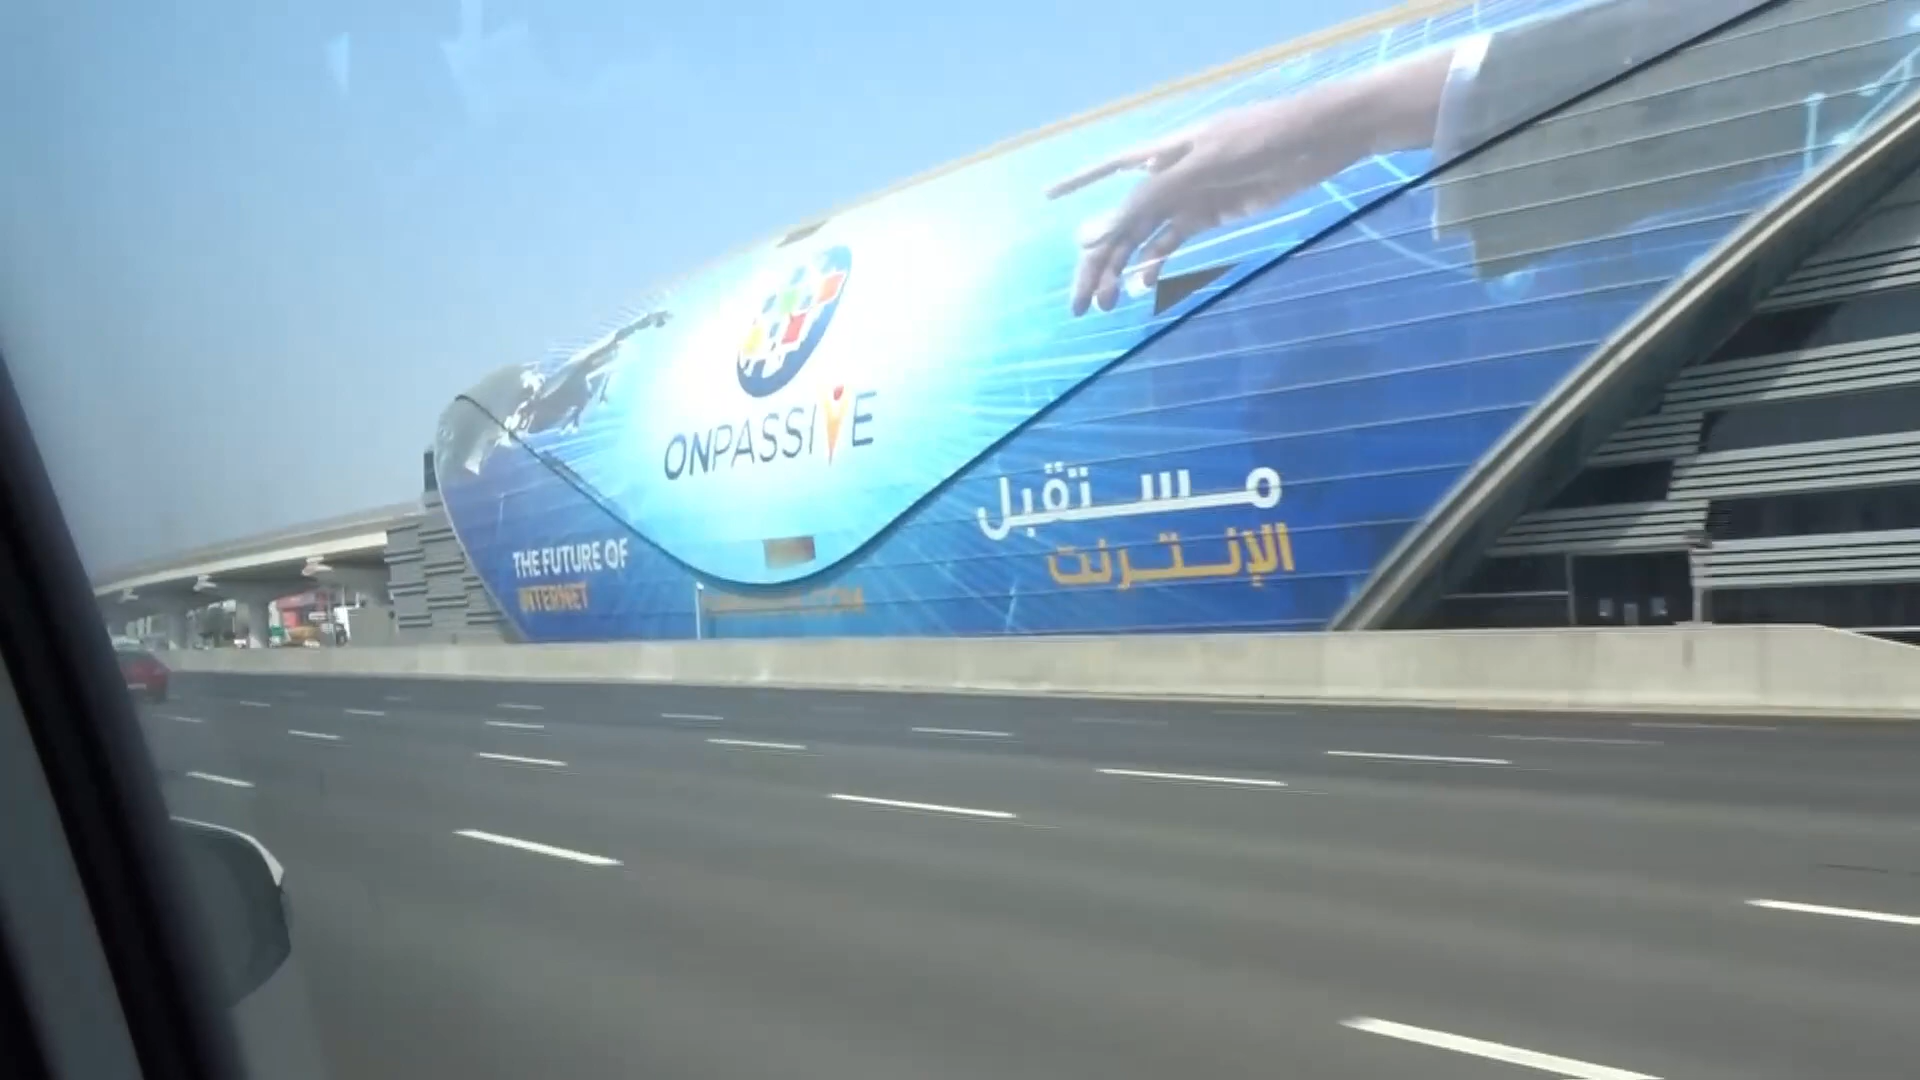 ONPASSIVE
THE FUTURE OF
INTERNET
مستقبل
الإنترنت